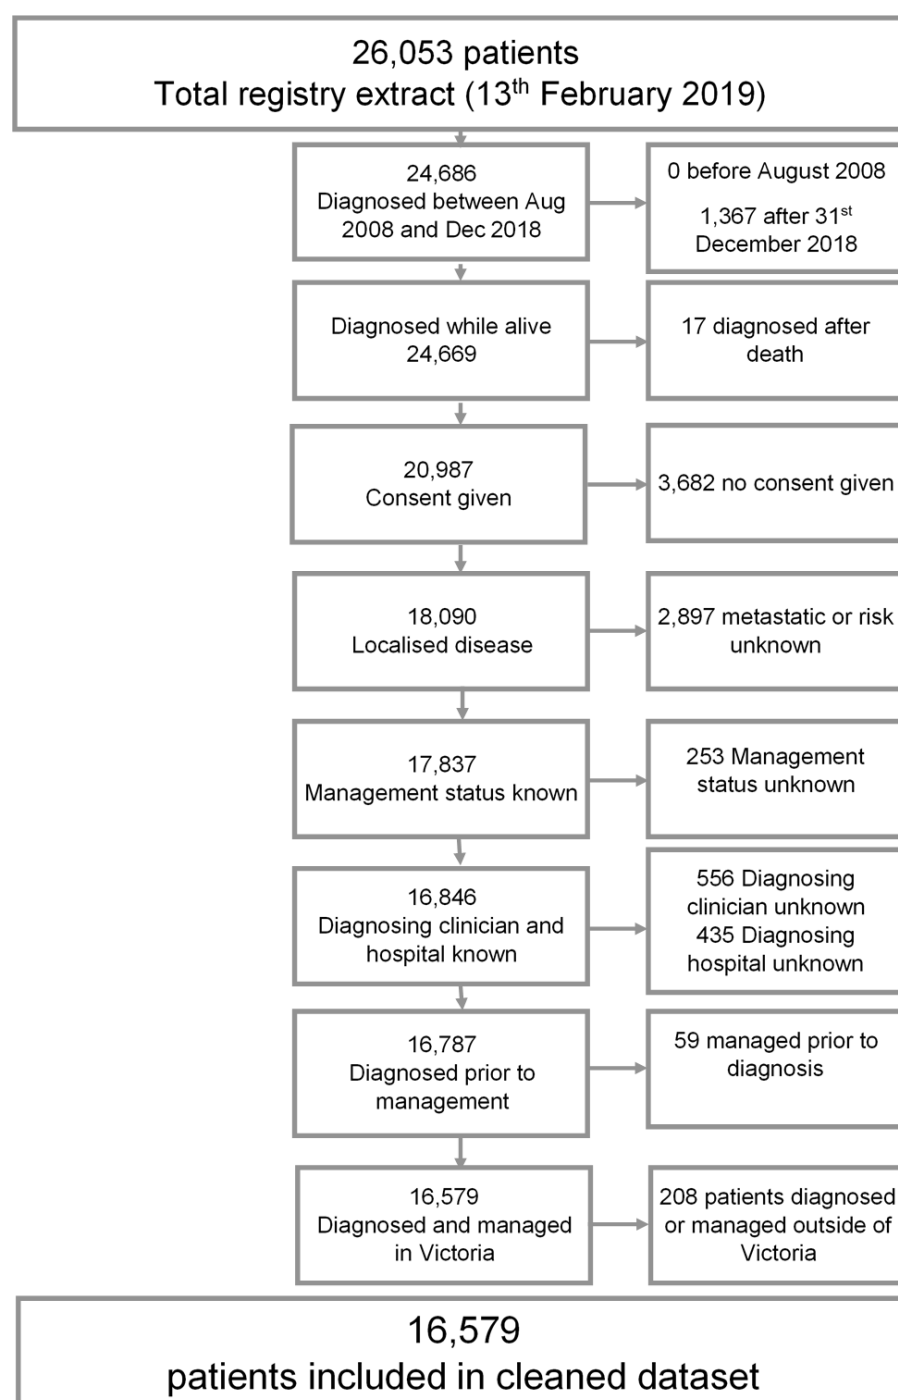 26,053 patients
Total registry extract (13th February 2019)
24,686
Diagnosed between Aug
2008 and Dec 2018
0 before August 2008
1,367 after 31st
December 2018
Diagnosed while alive
24,669
17 diagnosed after
death
20,987
Consent given
3,682 no consent given
18,090
Localised disease
2,897 metastatic or risk
unknown
17,837
Management status known
253 Management
status unknown
16,846
Diagnosing clinician and
hospital known
556 Diagnosing
clinician unknown
435 Diagnosing
hospital unknown
16,787
Diagnosed prior to
management
59 managed prior to
diagnosis
16,579
Diagnosed and managed
in Victoria
208 patients diagnosed
or managed outside of
Victoria
16,579
patients included in cleaned dataset